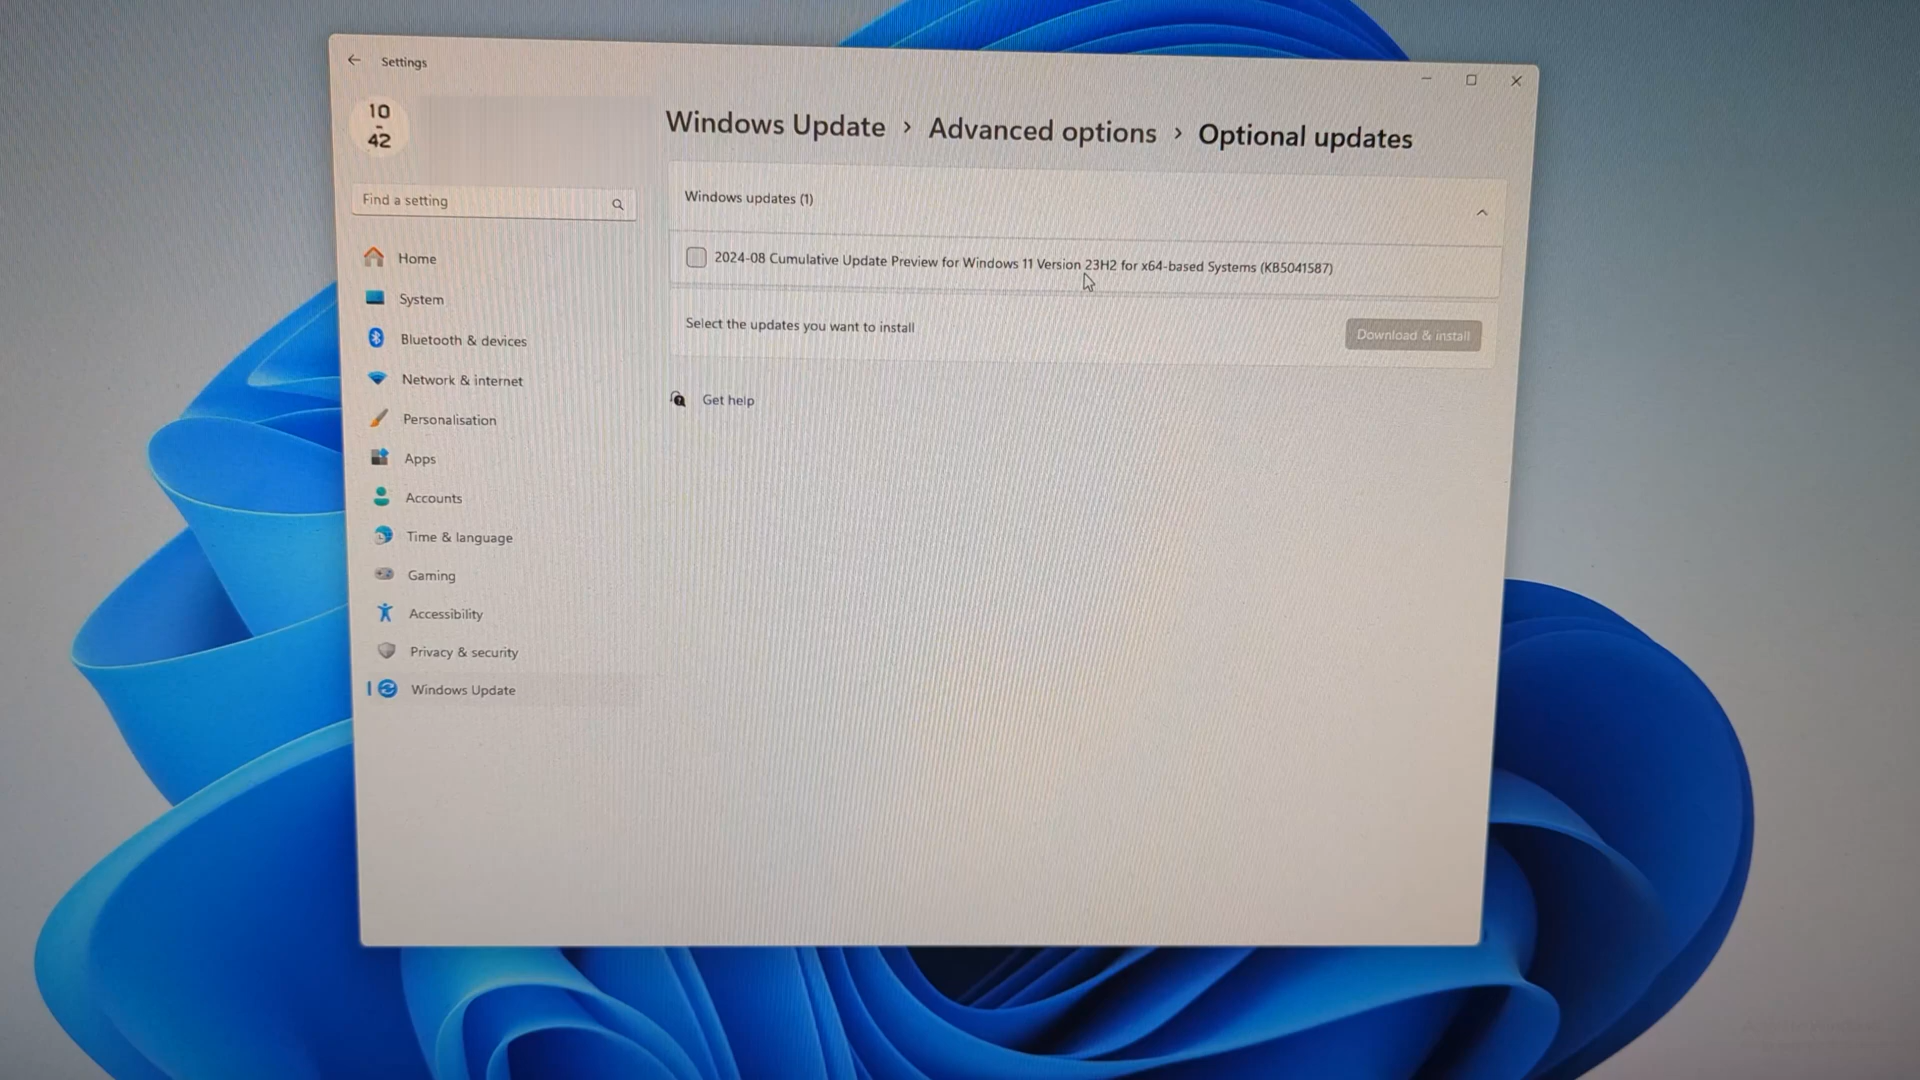 Settings
10
-
42
Windows Update > Advanced options > Optional updates
Find a setting
Windows updates (1)
2024-08 Cumulative Update Preview for Windows 11 Version 23H2 for x64-based Systems (KB5041587)
Select the updates you want to install
Download & install
Get help
Home
System
Bluetooth & devices
Network & internet
Personalisation
Apps
Accounts
Time & language
Gaming
Accessibility
Privacy & security
Windows Update